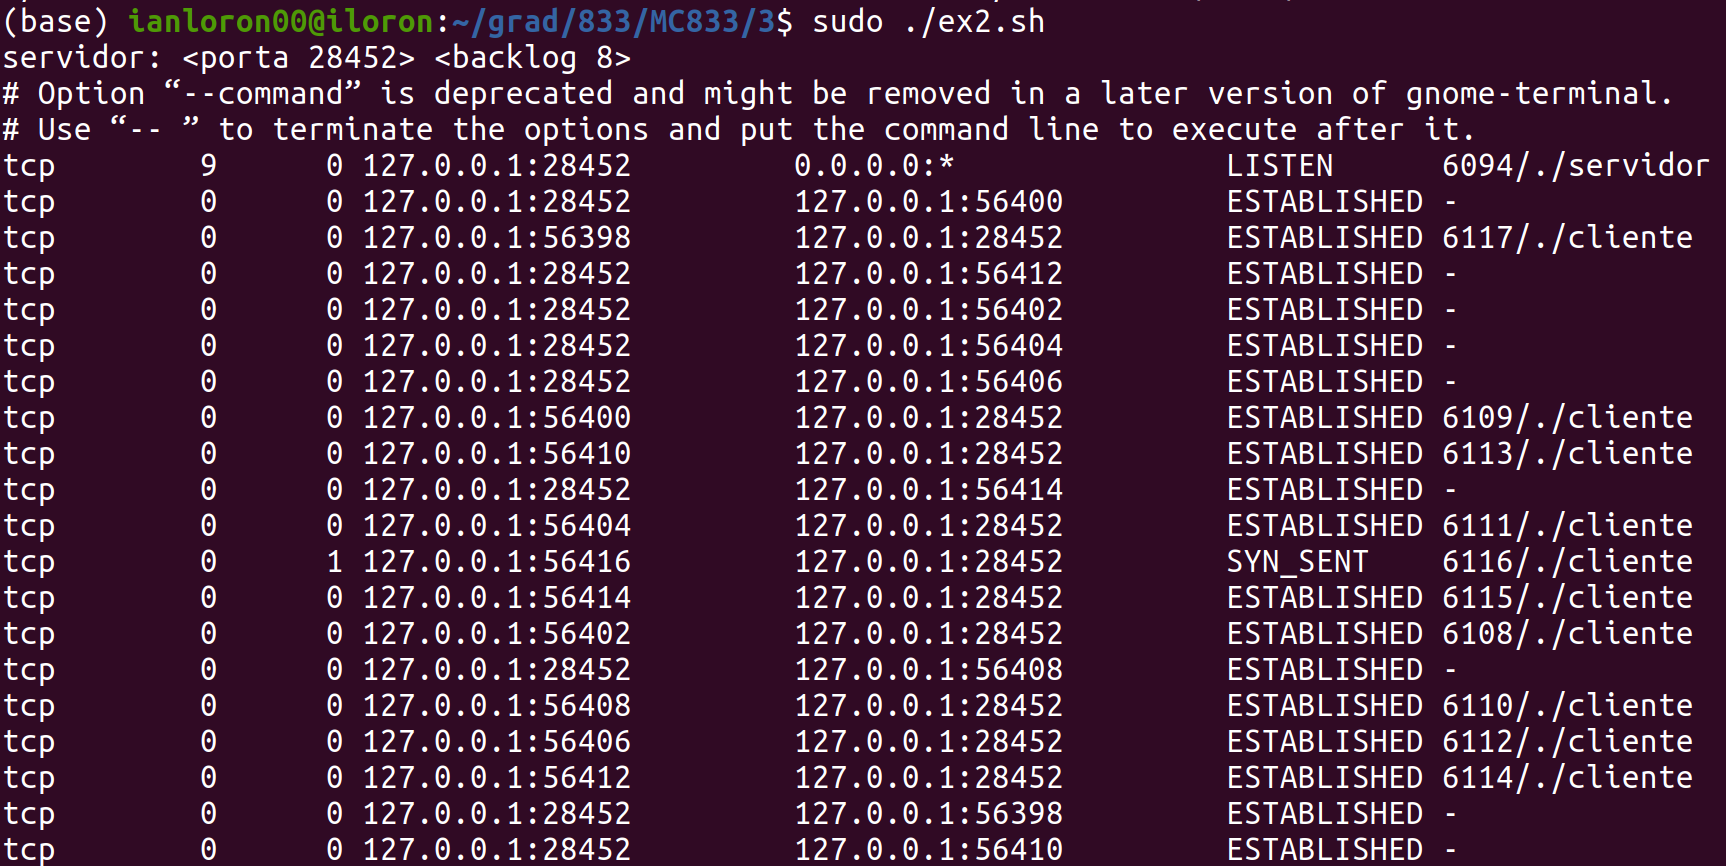 (base) ianloron00@iloron:~/grad/833/MC833/3$ sudo ./ex2.sh
servidor: <porta 28452> <backlog 8>
# Option “--command” is deprecated and might be removed in a later version of gnome-terminal.
# Use “-- ” to terminate the options and put the command line to execute after it.
tcp        9      0 127.0.0.1:28452         0.0.0.0:*               LISTEN      6094/./servidor
tcp        0      0 127.0.0.1:28452         127.0.0.1:56400         ESTABLISHED -
tcp        0      0 127.0.0.1:56398         127.0.0.1:28452         ESTABLISHED 6117/./cliente
tcp        0      0 127.0.0.1:28452         127.0.0.1:56412         ESTABLISHED -
tcp        0      0 127.0.0.1:28452         127.0.0.1:56402         ESTABLISHED -
tcp        0      0 127.0.0.1:28452         127.0.0.1:56404         ESTABLISHED -
tcp        0      0 127.0.0.1:28452         127.0.0.1:56406         ESTABLISHED -
tcp        0      0 127.0.0.1:56400         127.0.0.1:28452         ESTABLISHED 6109/./cliente
tcp        0      0 127.0.0.1:56410         127.0.0.1:28452         ESTABLISHED 6113/./cliente
tcp        0      0 127.0.0.1:28452         127.0.0.1:56414         ESTABLISHED -
tcp        0      0 127.0.0.1:56404         127.0.0.1:28452         ESTABLISHED 6111/./cliente
tcp        0      1 127.0.0.1:56416         127.0.0.1:28452         SYN_SENT    6116/./cliente
tcp        0      0 127.0.0.1:56414         127.0.0.1:28452         ESTABLISHED 6115/./cliente
tcp        0      0 127.0.0.1:56402         127.0.0.1:28452         ESTABLISHED 6108/./cliente
tcp        0      0 127.0.0.1:28452         127.0.0.1:56408         ESTABLISHED -
tcp        0      0 127.0.0.1:56408         127.0.0.1:28452         ESTABLISHED 6110/./cliente
tcp        0      0 127.0.0.1:56406         127.0.0.1:28452         ESTABLISHED 6112/./cliente
tcp        0      0 127.0.0.1:56412         127.0.0.1:28452         ESTABLISHED 6114/./cliente
tcp        0      0 127.0.0.1:28452         127.0.0.1:56398         ESTABLISHED -
tcp        0      0 127.0.0.1:28452         127.0.0.1:56410         ESTABLISHED -